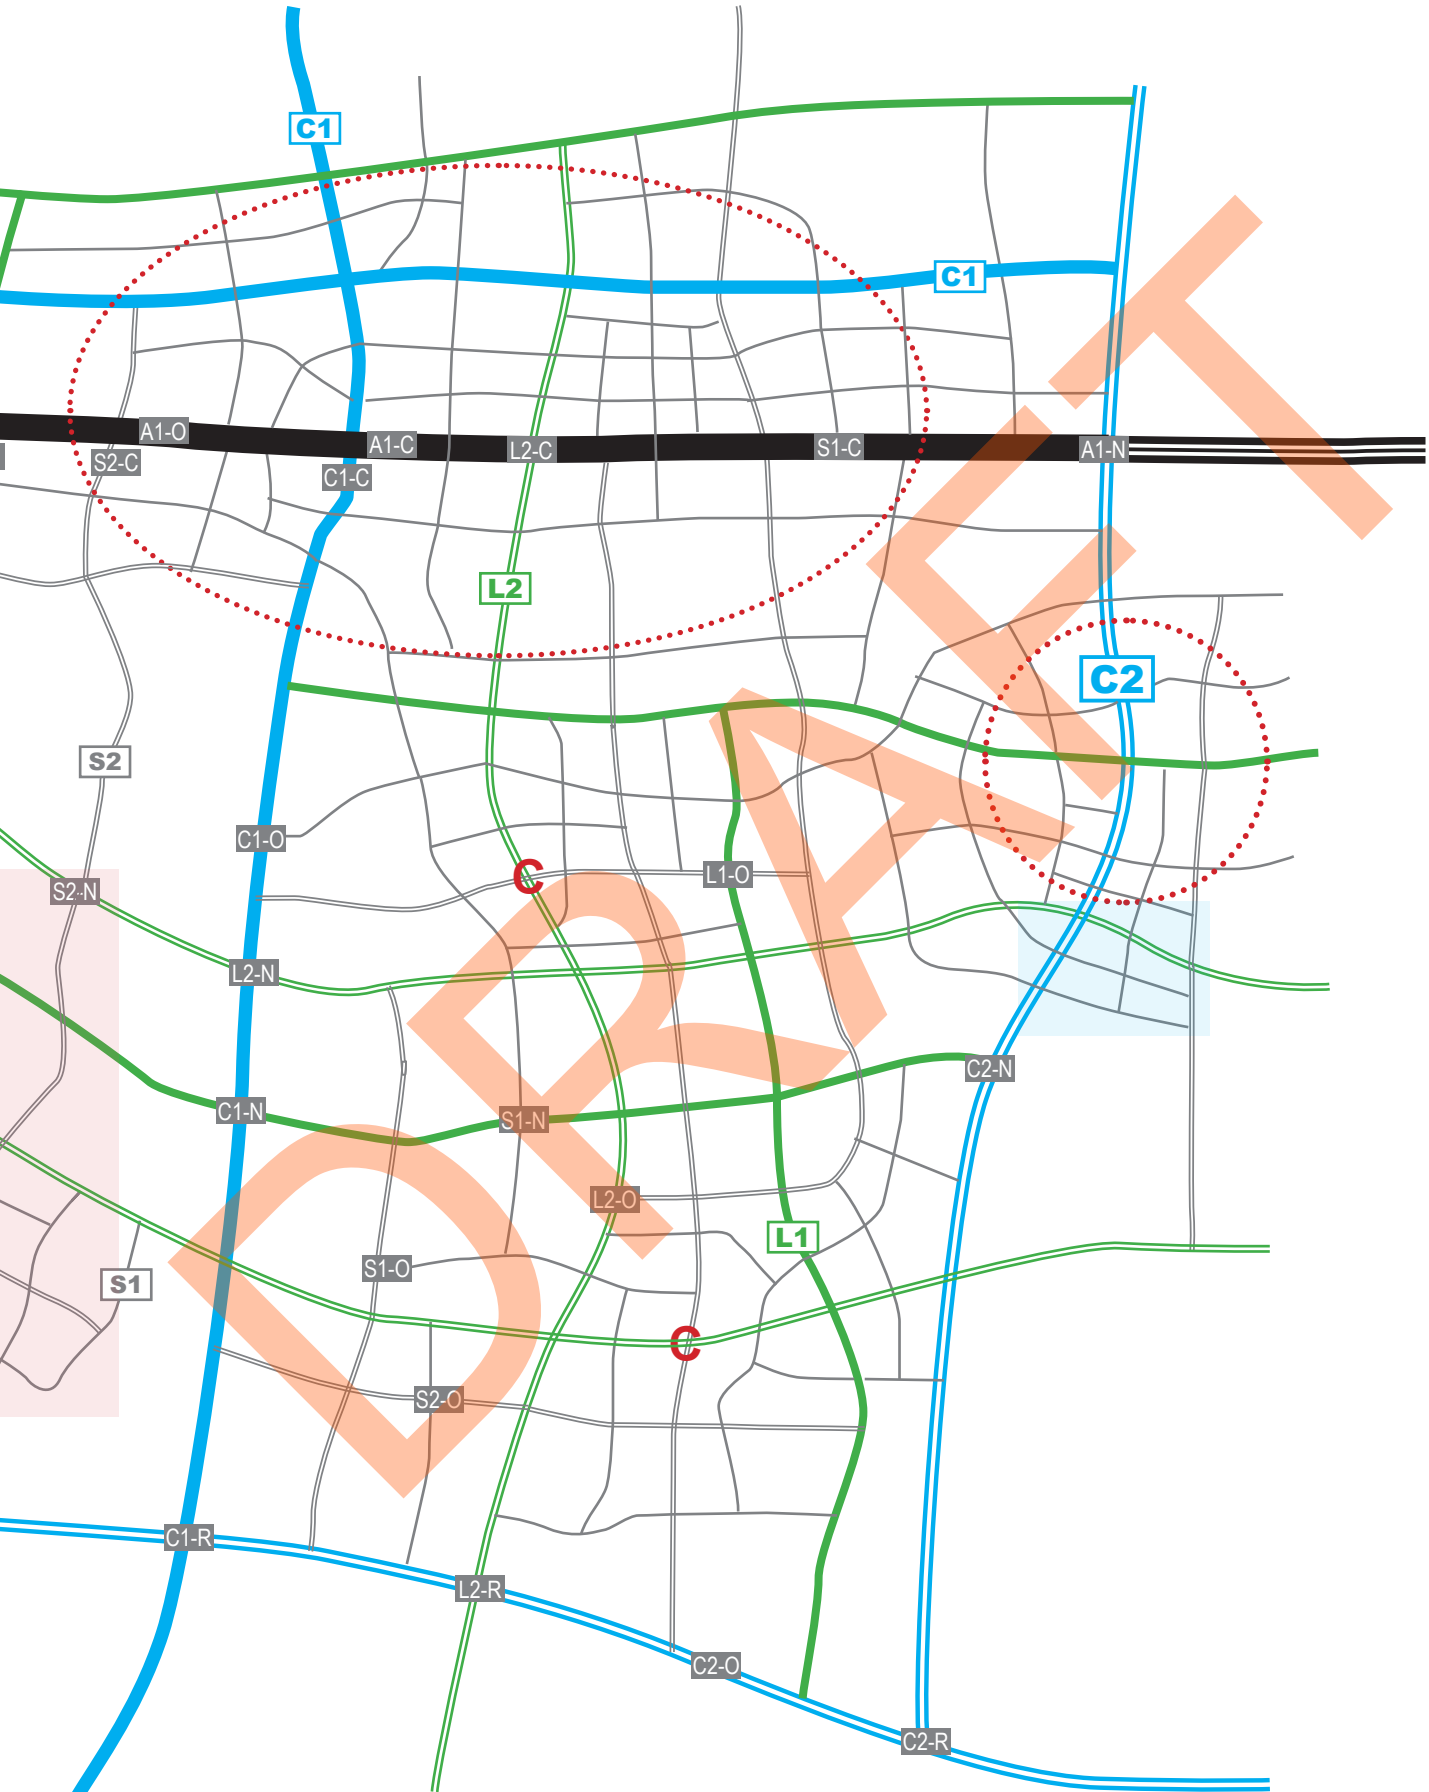 C1
C1
A1-O
A1-C
L2-C
S1-C
A1-N
S2-C
C1-C
L2
C2
S2
C1-O
C
L1-O
S2-N
L2-N
C2-N
C1-N
S1-N
L2-O
L1
S1-O
S1
C
S2-O
C1-R
L2-R
C2-O
C2-R
DRAFT